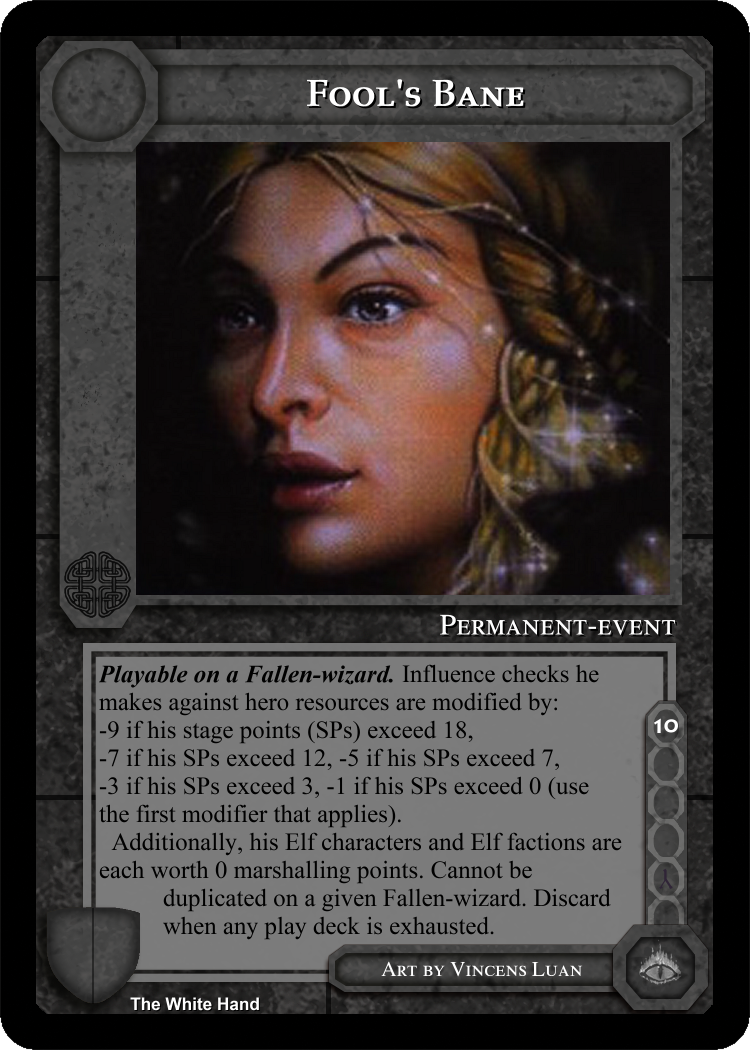 Fool's Bane
Permanent-event
Playable on a Fallen-wizard. Influence checks he
makes against hero resources are modified by:
-9 if his stage points (SPs) exceed 18,
-7 if his SPs exceed 12, -5 if his SPs exceed 7,
-3 if his SPs exceed 3, -1 if his SPs exceed 0 (use
the first modifier that applies).
Additionally, his Elf characters and Elf factions are
each worth 0 marshalling points. Cannot be
duplicated on a given Fallen-wizard. Discard
when any play deck is exhausted.
10
Art by Vincens Luan
The White Hand